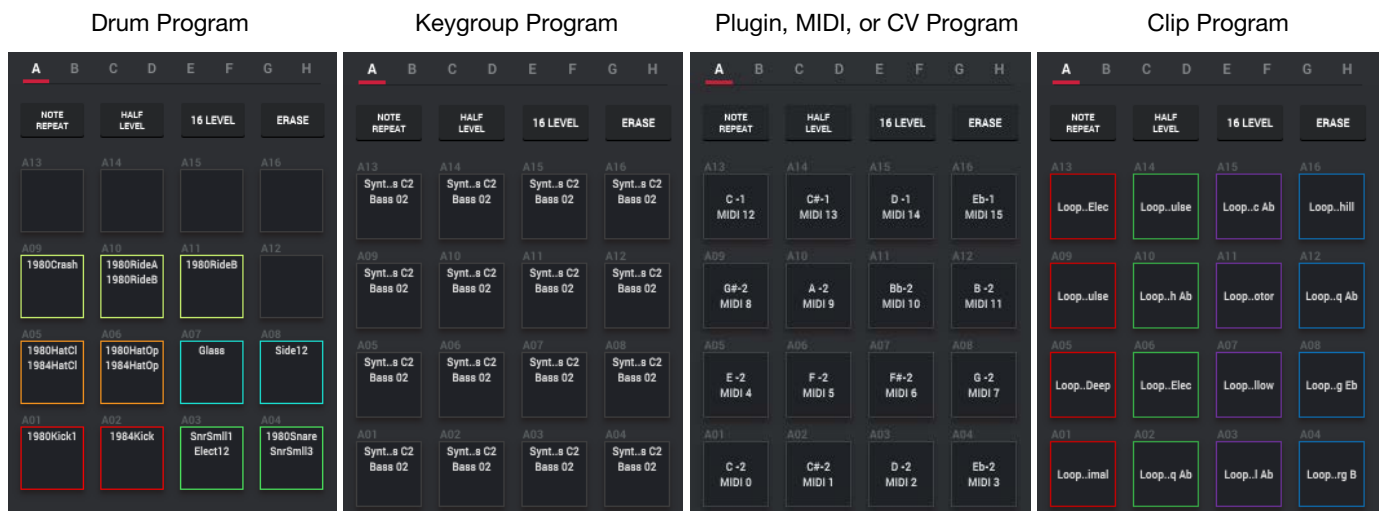 Drum Program
A B C D E F G H
NOTE REPEAT
HALF LEVEL
16 LEVEL
ERASE
A13 A14 A15 A16
A09 A10 A11 A12
1980Crash 1980RideA 1980RideB
1980RideB
A05 A06 A07 A08
1980HatCl 1980HatOp Glass Side12
1984HatCl 1984HatOp
A01 A02 A03 A04
1980Kick1 1984Kick SnrSmll1 1980Snare
Elect12 SnrSmll3
Keygroup Program
A B C D E F G H
NOTE REPEAT
HALF LEVEL
16 LEVEL
ERASE
A13 A14 A15 A16
Synt..s C2 Synt..s C2 Synt..s C2 Synt..s C2
Bass 02 Bass 02 Bass 02 Bass 02
A09 A10 A11 A12
Synt..s C2 Synt..s C2 Synt..s C2 Synt..s C2
Bass 02 Bass 02 Bass 02 Bass 02
A05 A06 A07 A08
Synt..s C2 Synt..s C2 Synt..s C2 Synt..s C2
Bass 02 Bass 02 Bass 02 Bass 02
A01 A02 A03 A04
Synt..s C2 Synt..s C2 Synt..s C2 Synt..s C2
Bass 02 Bass 02 Bass 02 Bass 02
Plugin, MIDI, or CV Program
A B C D E F G H
NOTE REPEAT
HALF LEVEL
16 LEVEL
ERASE
A13 A14 A15 A16
C -1 C#-1 D -1 Eb-1
MIDI 12 MIDI 13 MIDI 14 MIDI 15
A09 A10 A11 A12
G#-2 A -2 Bb-2 B -2
MIDI 8 MIDI 9 MIDI 10 MIDI 11
A05 A06 A07 A08
E -2 F -2 F#-2 G -2
MIDI 4 MIDI 5 MIDI 6 MIDI 7
A01 A02 A03 A04
C -2 C#-2 D -2 Eb-2
MIDI 0 MIDI 1 MIDI 2 MIDI 3
Clip Program
A B C D E F G H
NOTE REPEAT
HALF LEVEL
16 LEVEL
ERASE
A13 A14 A15 A16
Loop..Elec Loop..ulse Loop..c Ab Loop..hill
A09 A10 A11 A12
Loop..ulse Loop..h Ab Loop..otor Loop..q Ab
A05 A06 A07 A08
Loop..Deep Loop..Elec Loop..llow Loop..g Eb
A01 A02 A03 A04
Loop..imal Loop..q Ab Loop..l Ab Loop..rg B